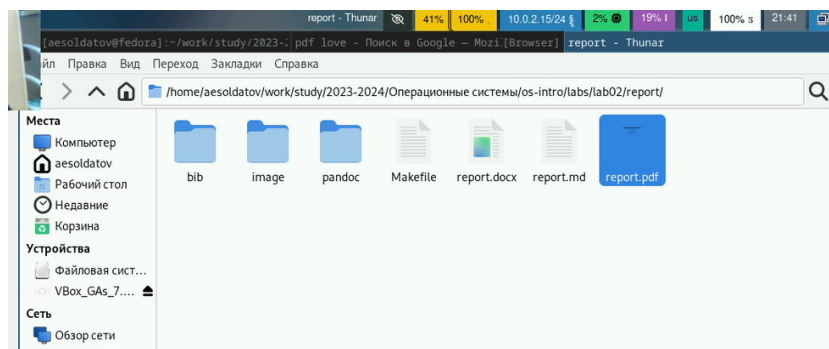 report - Thunar 41% 100% 10.0.2.15/24 2% 19% us 100% 21:41
[aesoldatov@fedora]:~/work/study/2023-: pdf love - Поиск в Google — Mozi [Browser] report - Thunar
йл Правка Вид Переход Закладки Справка
/home/aesoldatov/work/study/2023-2024/Операционные системы/os-intro/labs/lab02/report/
Места
Компьютер
aesoldatov
Рабочий стол
Недавние
Корзина
Устройства
Файловая сист...
VBox_GAs_7....
Сеть
Обзор сети
bib image pandoc Makefile report.docx report.md report.pdf